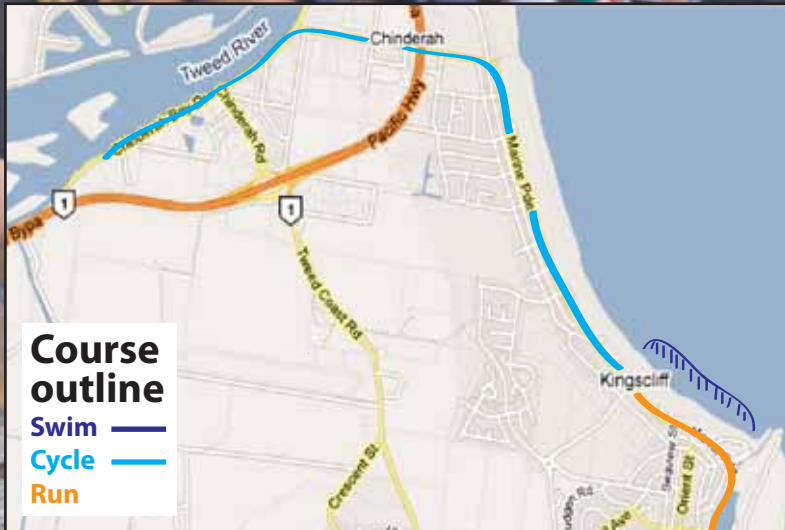 Tweed River
Chinderah
Chinderah Rd
Pacific Hwy
1
1
Bypa
Marine Pde
Tweed Coast Rd
Course
outline
Swim
Cycle
Run
Kingscliff
Crescent St
Orient St